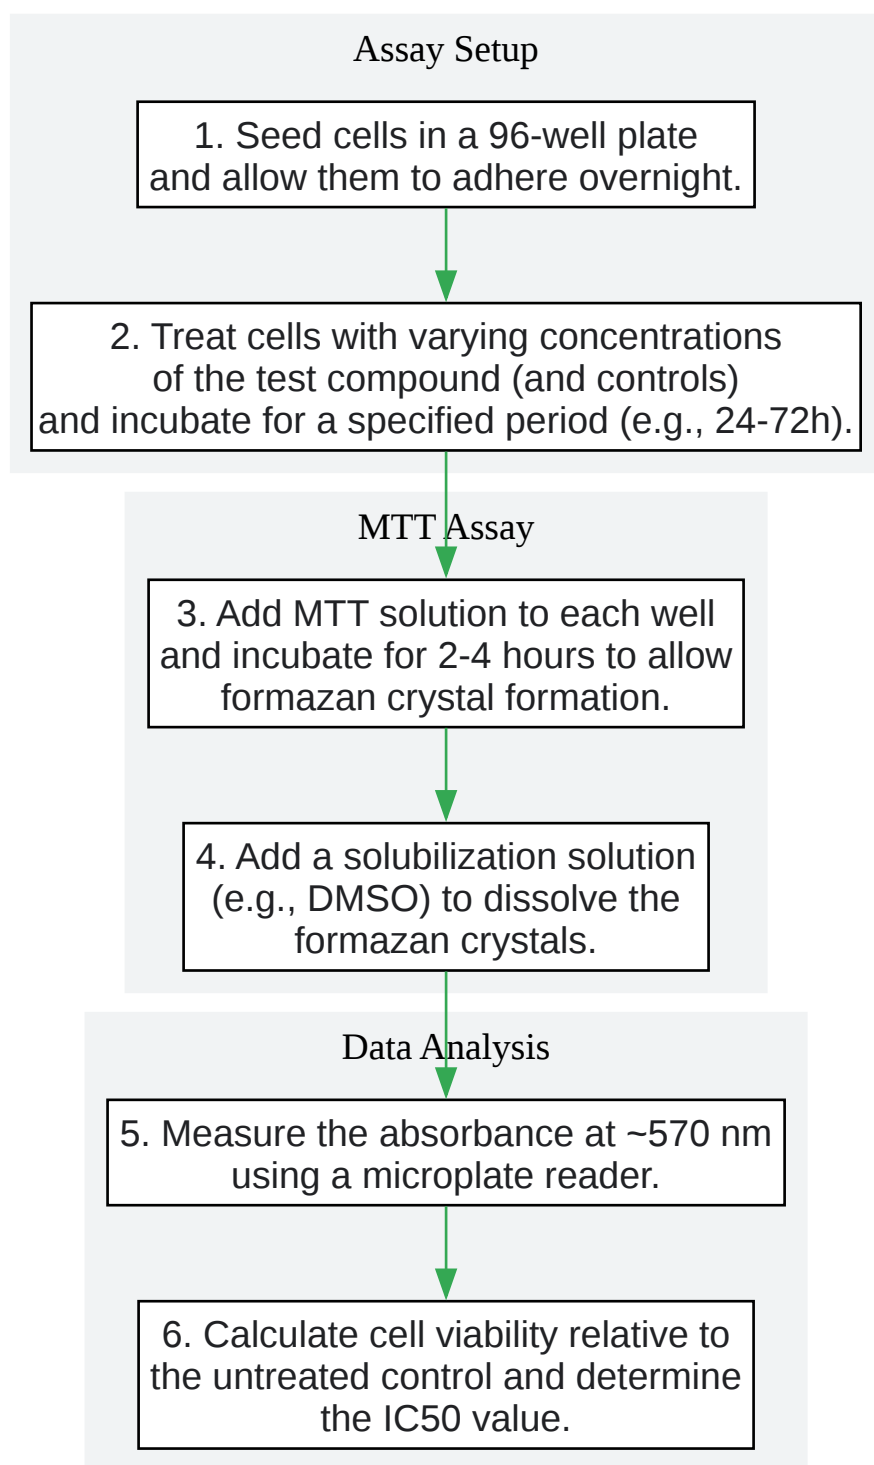 Assay Setup
1. Seed cells in a 96-well plate
and allow them to adhere overnight.
2. Treat cells with varying concentrations
of the test compound (and controls)
and incubate for a specified period (e.g., 24-72h).
MTT Assay
3. Add MTT solution to each well
and incubate for 2-4 hours to allow
formazan crystal formation.
4. Add a solubilization solution
(e.g., DMSO) to dissolve the
formazan crystals.
Data Analysis
5. Measure the absorbance at ~570 nm
using a microplate reader.
6. Calculate cell viability relative to
the untreated control and determine
the IC50 value.